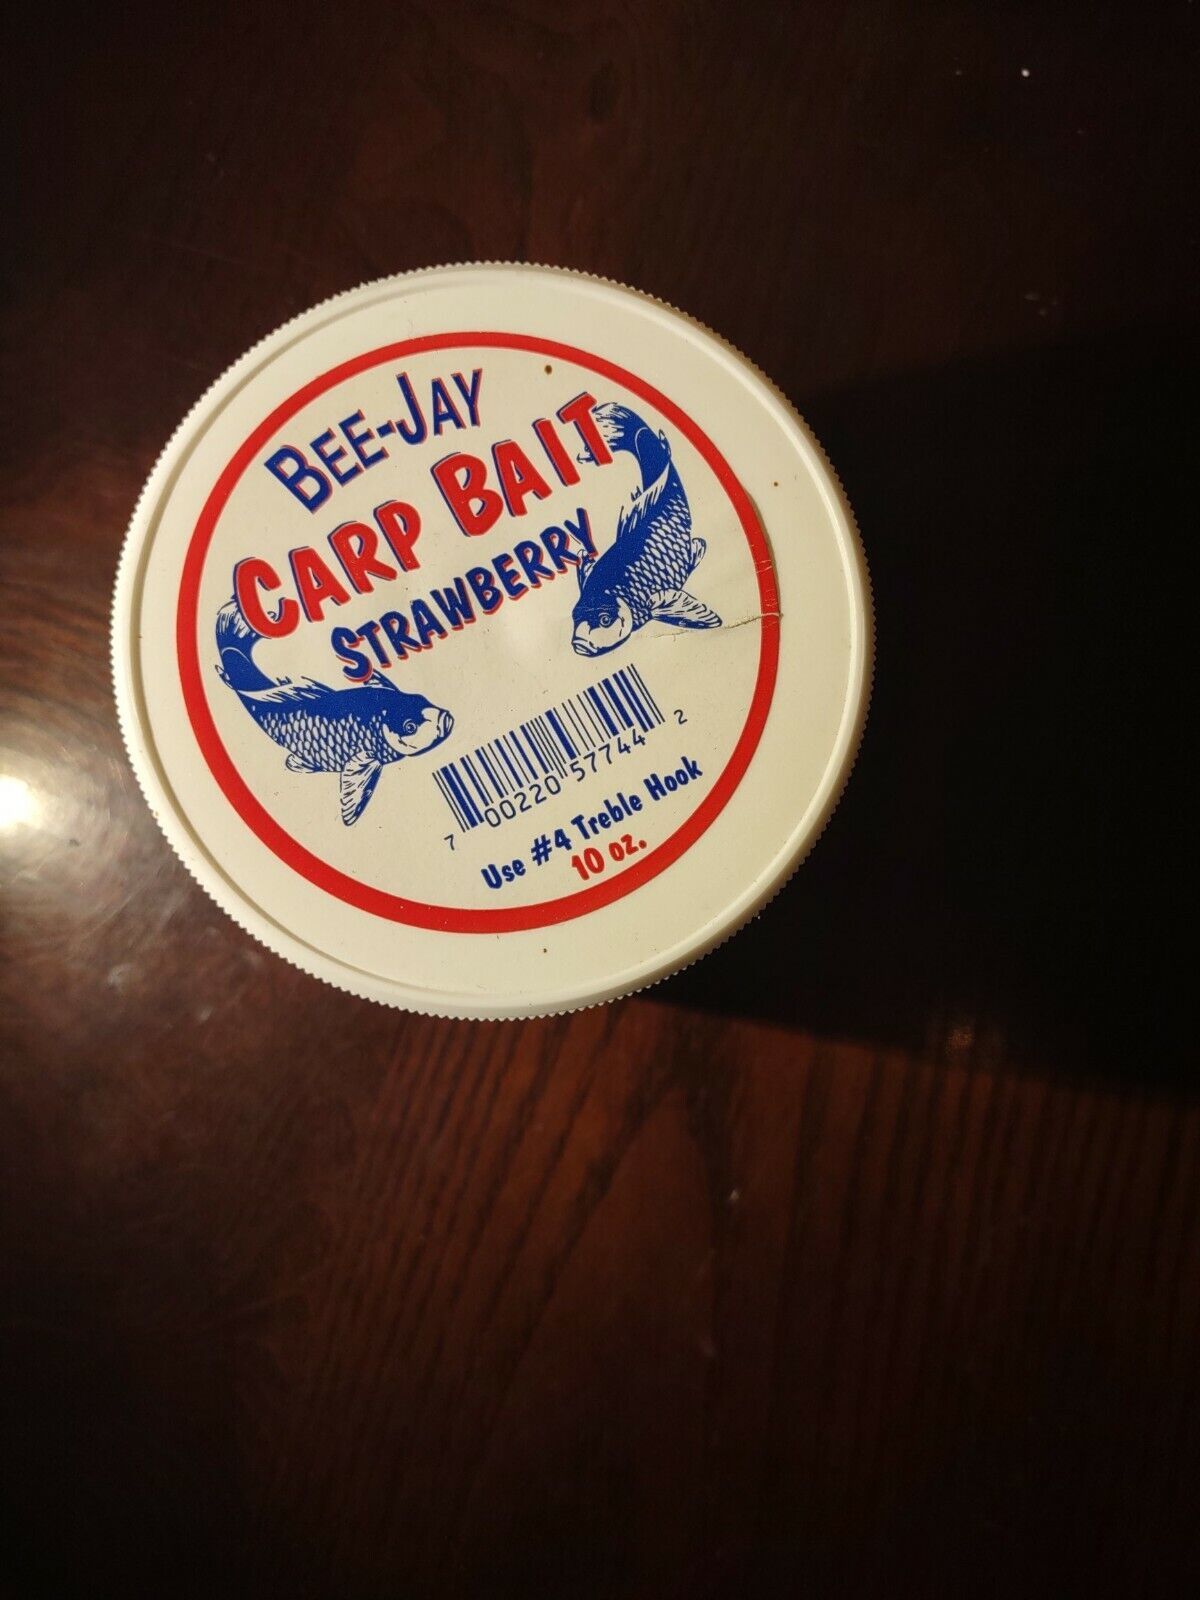 BEE-JAY
CARP BAIT
STRAWBERRY
7 00220 57744 2
Use #4 Treble Hook
10 oz.